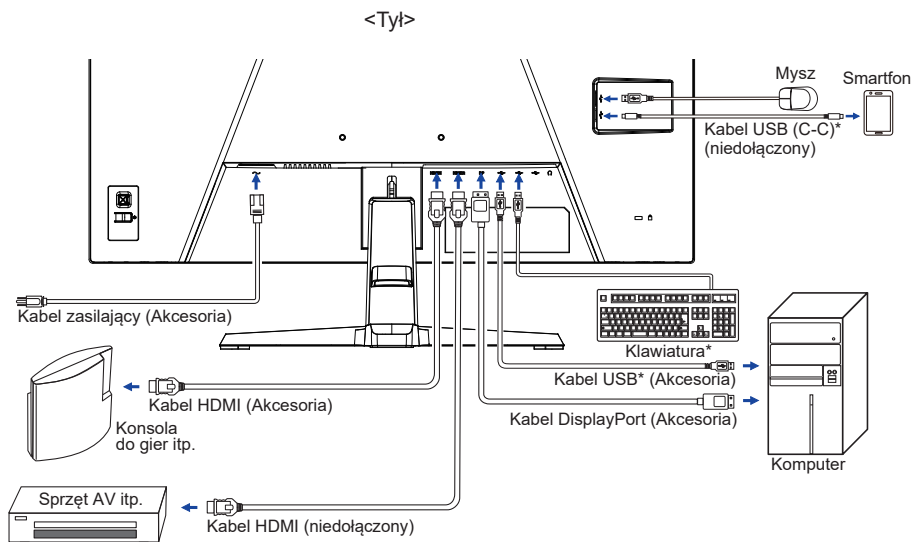 <Tył>
Mysz
Smartfon
Kabel USB (C-C)*
(niedołączony)
Kabel zasilający (Akcesoria)
Klawiatura*
Kabel USB* (Akcesoria)
Kabel HDMI (Akcesoria)
Kabel DisplayPort (Akcesoria)
Konsola
do gier itp.
Komputer
Sprzęt AV itp.
Kabel HDMI (niedołączony)